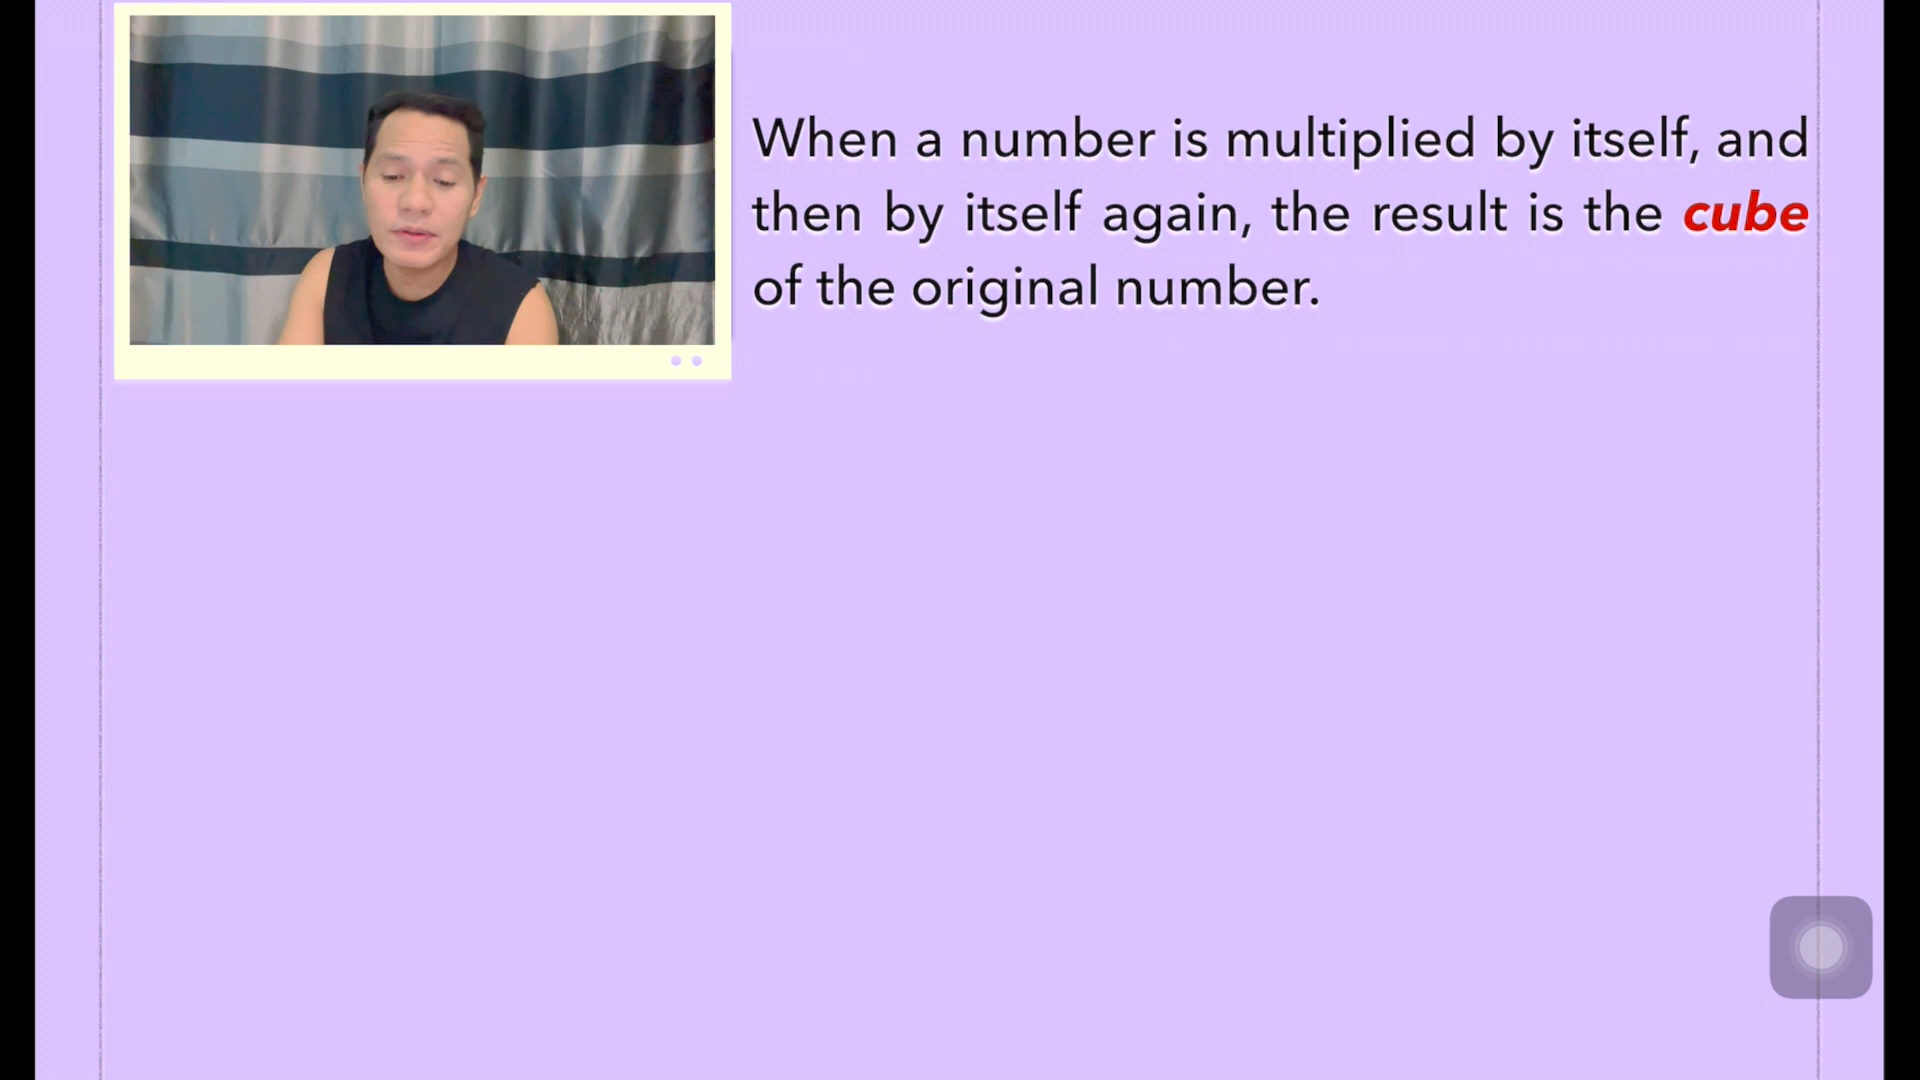 When a number is multiplied by itself, and
then by itself again, the result is the cube
of the original number.